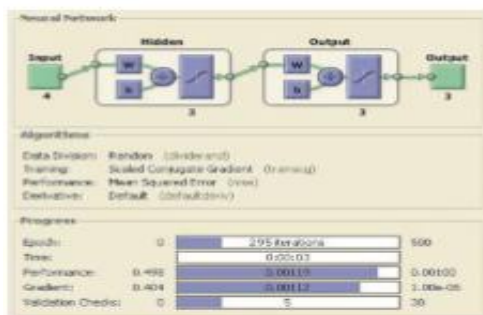 Neural Network
Hidden Output
Input Output
W W
b b
4 3 3 3
Algorithms
Data Division: Random (dividerand)
Training: Scaled Conjugate Gradient (trainscg)
Performance: Mean Squared Error (mse)
Derivative: Default (defaultderiv)
Progress
Epoch: 0 295 iterations 500
Time: 0:00:03
Performance: 0.498 0.00119 0.00100
Gradient: 0.404 0.00112 1.00e-05
Validation Checks: 0 5